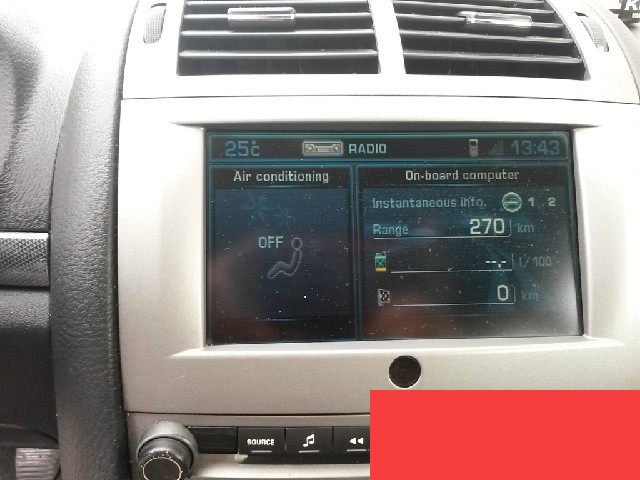 25°C RADIO 13:43
Air conditioning
OFF
On-board computer
Instantaneous info. 1 . 2
Range 270 km
--.- l/100
0 km
SOURCE